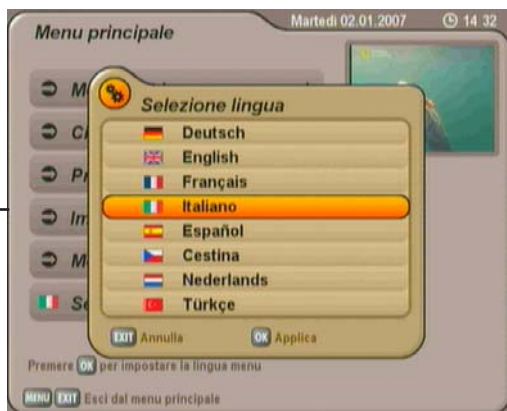 Menu principale
Martedi 02.01.2007
14 32
M
Selezione lingua
Deutsch
English
Français
Italiano
Español
Cestina
Nederlands
Türkçe
EXIT Annulla OK Applica
Premere OK per impostare la lingua menu
MENU EXIT Esci dal menu principale